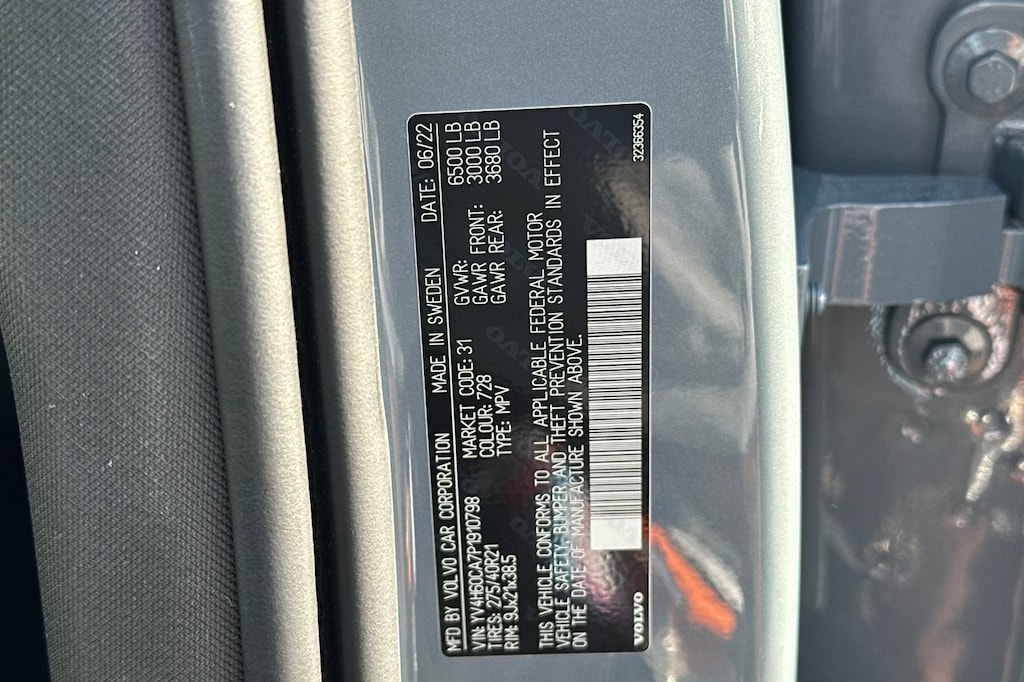 MFD BY VOLVO CAR CORPORATION MADE IN SWEDEN DATE: 06/22
VIN: YV4H60CA7P1910798 MARKET CODE: 31 GVWR: 6500 LB
TIRES: 275/40R21 COLOUR: 728 GAWR FRONT: 3000 LB
RIM: 9Jx21x38.5 TYPE: MPV GAWR REAR: 3680 LB
THIS VEHICLE CONFORMS TO ALL APPLICABLE FEDERAL MOTOR
VEHICLE SAFETY, BUMPER AND THEFT PREVENTION STANDARDS IN EFFECT
ON THE DATE OF MANUFACTURE SHOWN ABOVE.
VOLVO 32366354